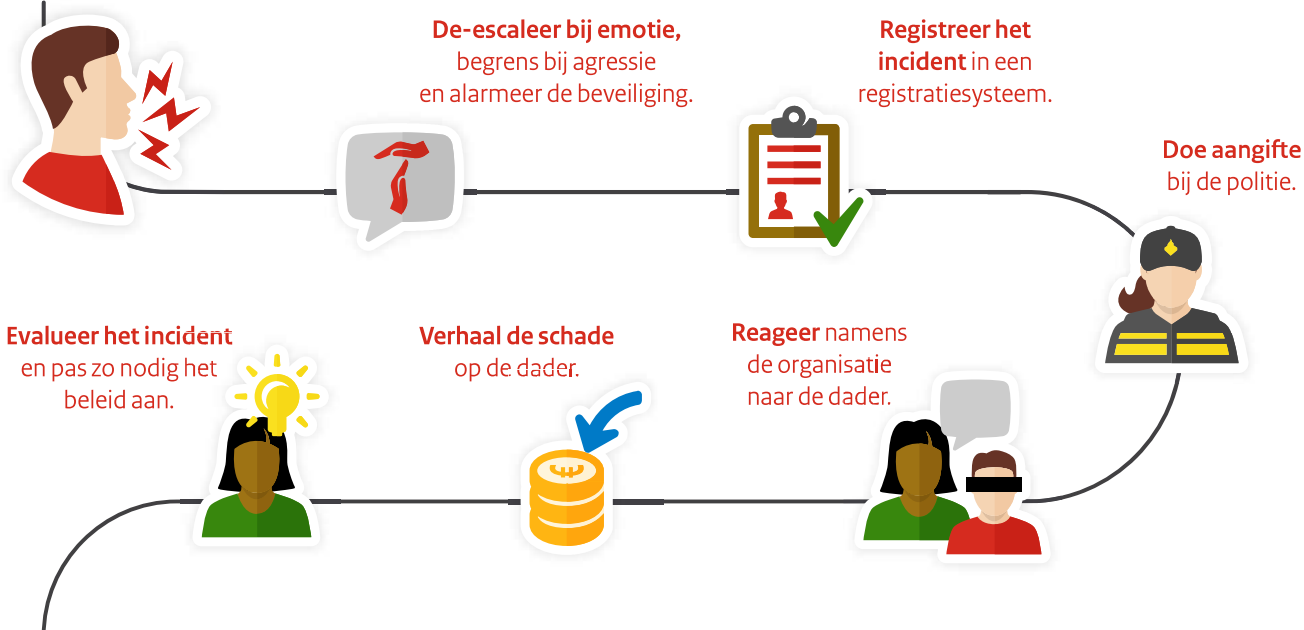 De-escaleer bij emotie,
begrens bij agressie
en alarmeer de beveiliging.
Registreer het
incident in een
registratiesysteem.
Doe aangifte
bij de politie.
Reageer namens
de organisatie
naar de dader.
Verhaal de schade
op de dader.
Evalueer het incident
en pas zo nodig het
beleid aan.